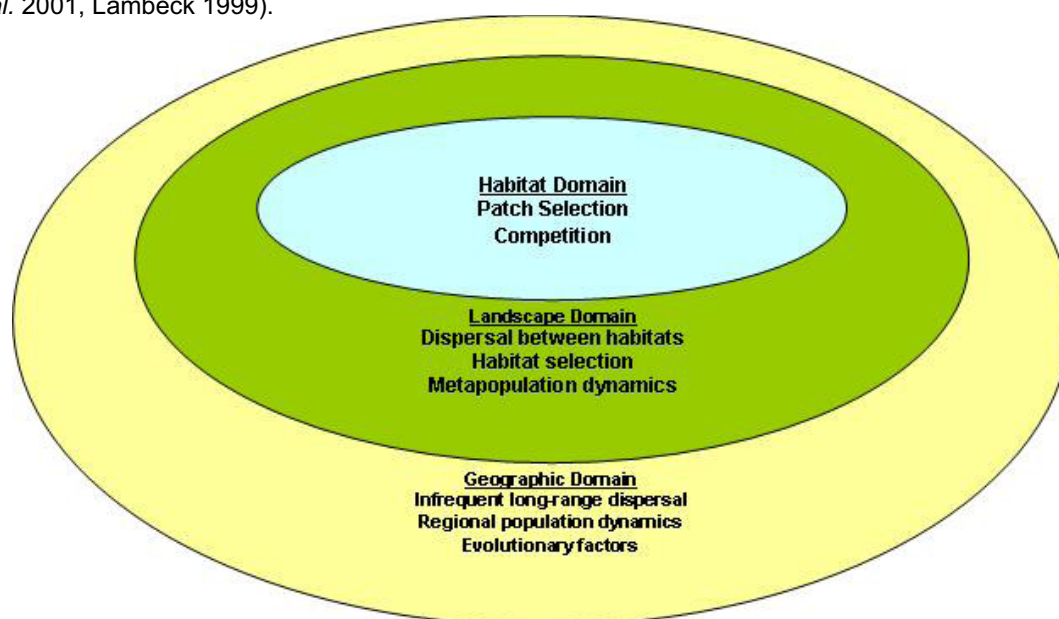 al. 2001, Lambeck 1999).
Habitat Domain
Patch Selection
Competition
Landscape Domain
Dispersal between habitats
Habitat selection
Metapopulation dynamics
Geographic Domain
Infrequent long-range dispersal
Regional population dynamics
Evolutionary factors